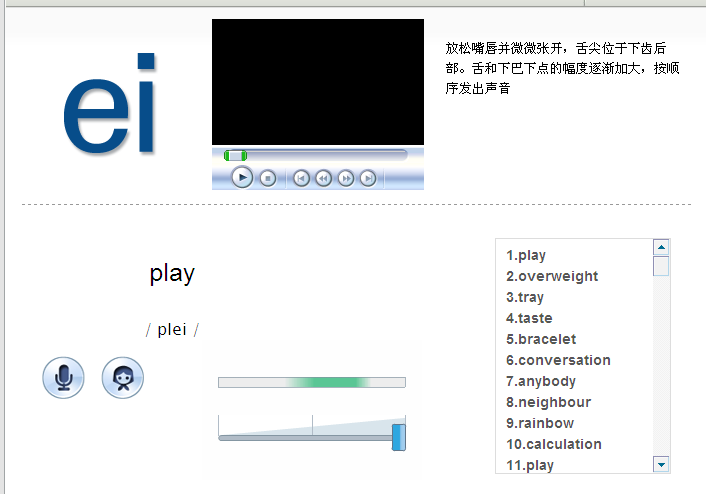 ei
放松嘴唇并微微张开，舌尖位于下齿后
部。舌和下巴下点的幅度逐渐加大，按顺
序发出声音
play
/ plei /
1.play
2.overweight
3.tray
4.taste
5.bracelet
6.conversation
7.anybody
8.neighbour
9.rainbow
10.calculation
11.play